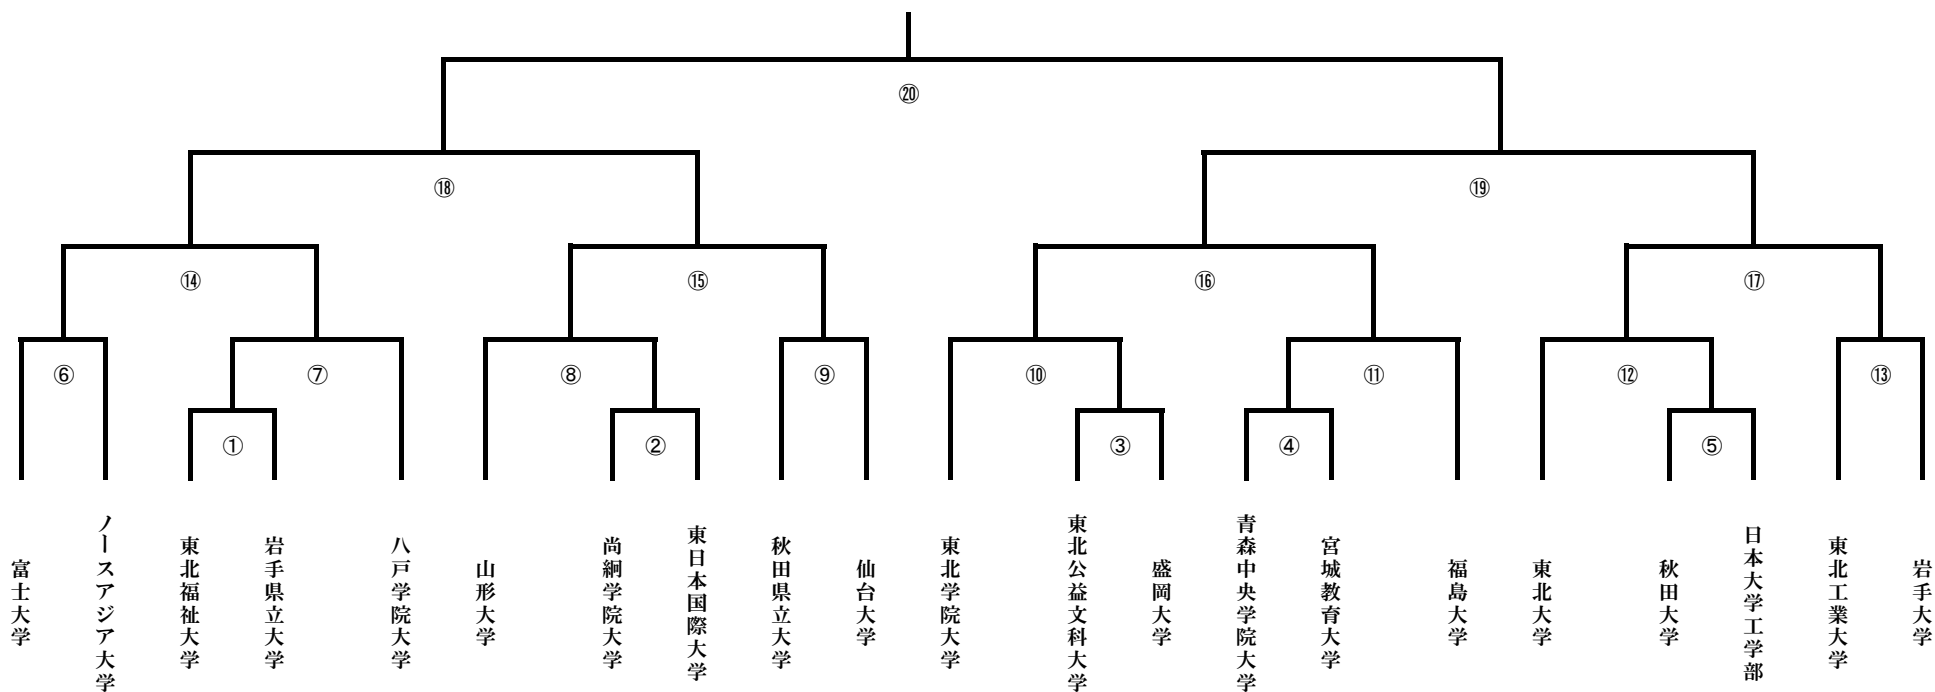 ⑳
⑱
⑲
⑭
⑮
⑯
⑰
⑥
⑦
⑧
⑨
⑩
⑪
⑫
⑬
①
②
③
④
⑤
富士大学
ノースアジア大学
東北福祉大学
岩手県立大学
八戸学院大学
山形大学
尚絅学院大学
東日本国際大学
秋田県立大学
仙台大学
東北学院大学
東北公益文科大学
盛岡大学
青森中央学院大学
宮城教育大学
福島大学
東北大学
秋田大学
日本大学工学部
東北工業大学
岩手大学